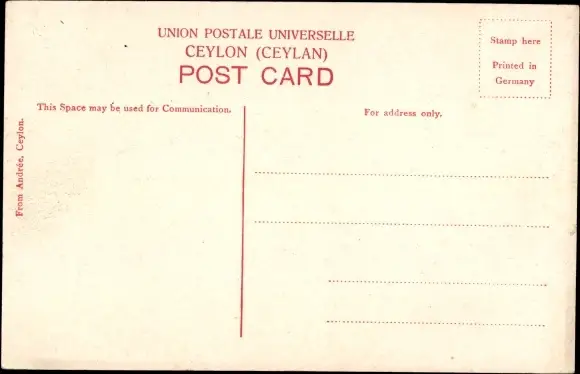 UNION POSTALE UNIVERSELLE
CEYLON (CEYLAN)
POST CARD
Stamp here
Printed in
Germany
This Space may be used for Communication.
For address only.
From Andrée, Ceylon.